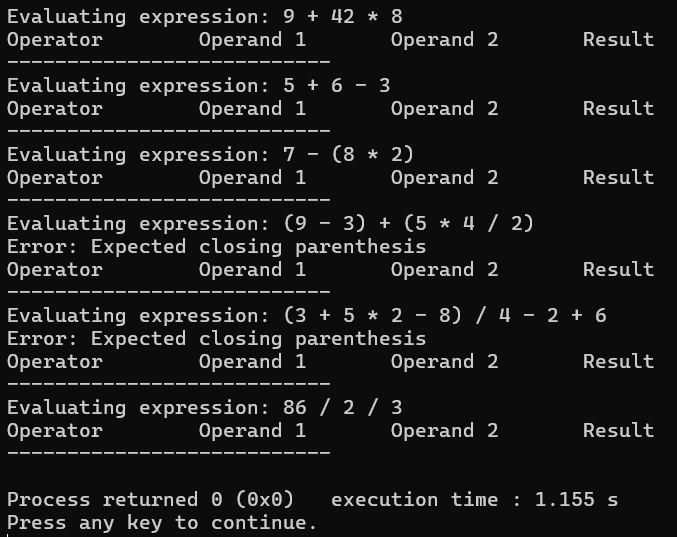 Evaluating expression: 9 + 42 * 8
Operator        Operand 1       Operand 2       Result
---------------------------
Evaluating expression: 5 + 6 - 3
Operator        Operand 1       Operand 2       Result
---------------------------
Evaluating expression: 7 - (8 * 2)
Operator        Operand 1       Operand 2       Result
---------------------------
Evaluating expression: (9 - 3) + (5 * 4 / 2)
Error: Expected closing parenthesis
Operator        Operand 1       Operand 2       Result
---------------------------
Evaluating expression: (3 + 5 * 2 - 8) / 4 - 2 + 6
Error: Expected closing parenthesis
Operator        Operand 1       Operand 2       Result
---------------------------
Evaluating expression: 86 / 2 / 3
Operator        Operand 1       Operand 2       Result
---------------------------
Process returned 0 (0x0)   execution time : 1.155 s
Press any key to continue.